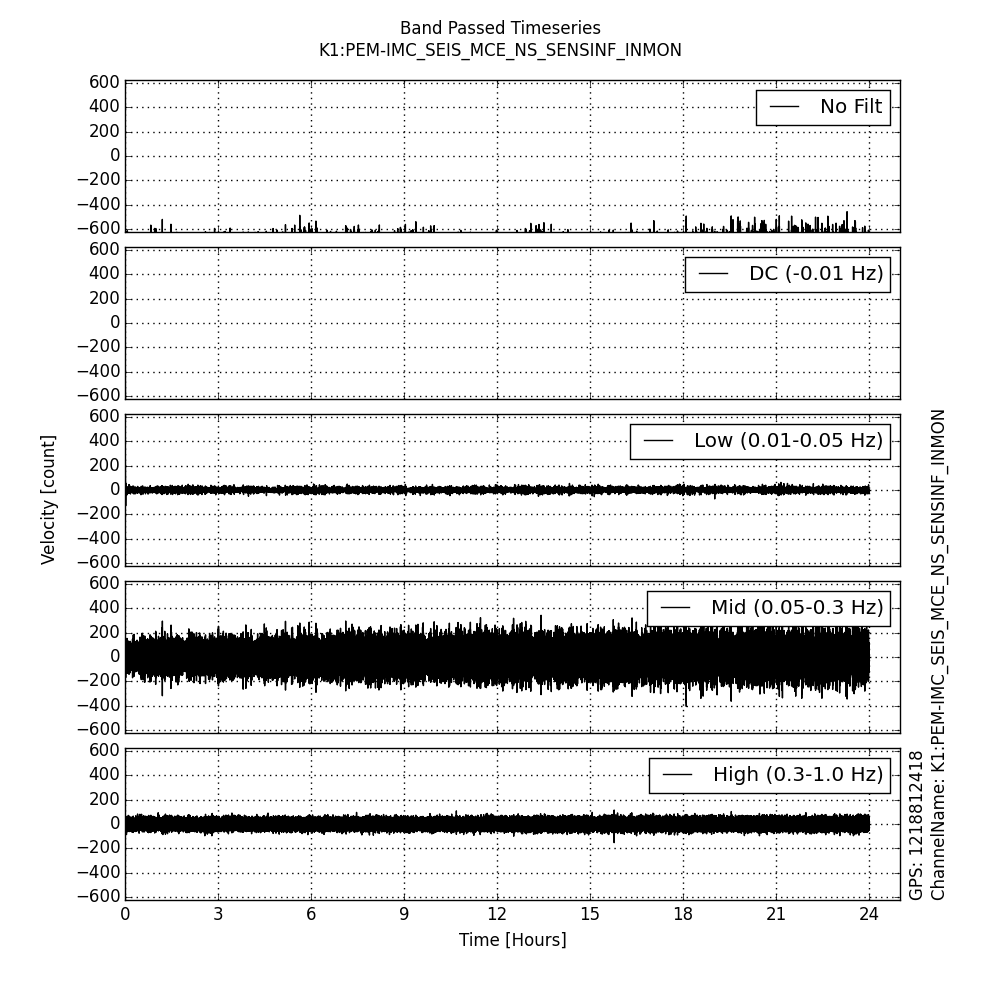 Band Passed Timeseries
K1:PEM-IMC_SEIS_MCE_NS_SENSINF_INMON
600
400
200
0
−200
−400
−600
No Filt
600
400
200
0
−200
−400
−600
DC (-0.01 Hz)
600
400
200
0
−200
−400
−600
Low (0.01-0.05 Hz)
600
400
200
0
−200
−400
−600
Mid (0.05-0.3 Hz)
600
400
200
0
−200
−400
−600
High (0.3-1.0 Hz)
0 3 6 9 12 15 18 21 24
Time [Hours]
Velocity [count]
GPS: 1218812418
ChannelName: K1:PEM-IMC_SEIS_MCE_NS_SENSINF_INMON